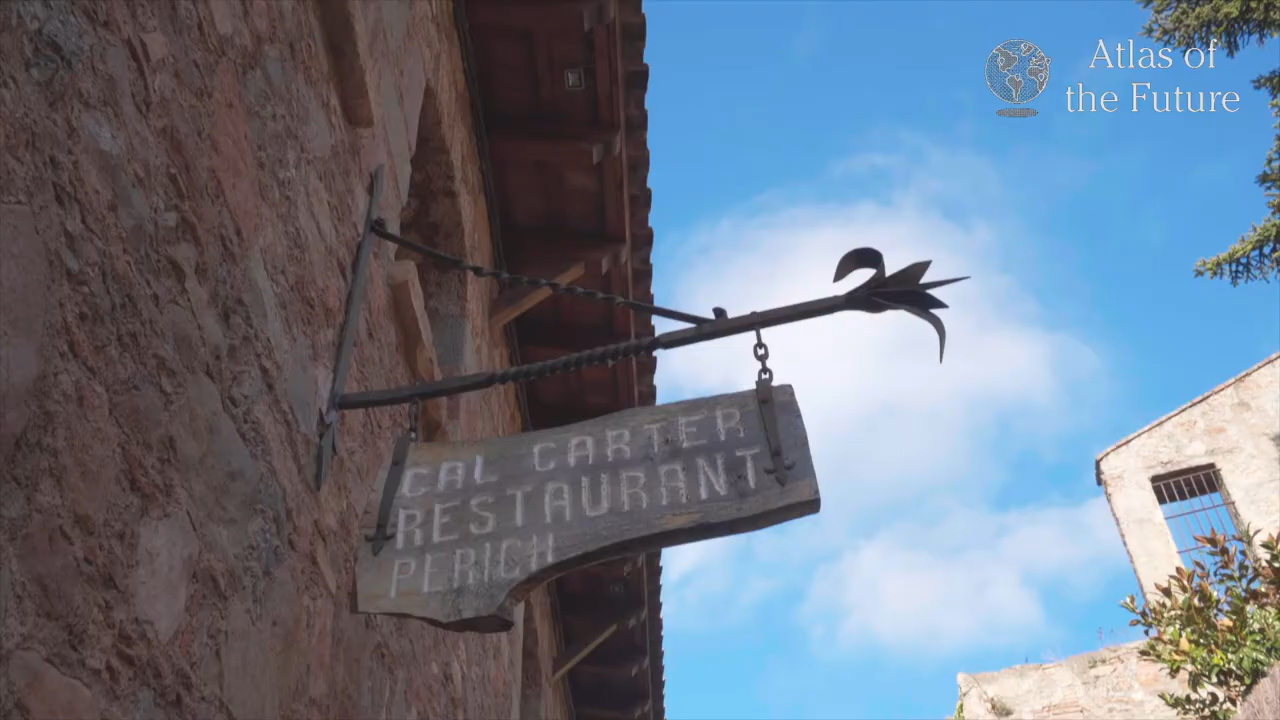 Atlas of
the Future
CAL CARTER
RESTAURANT
PERICH